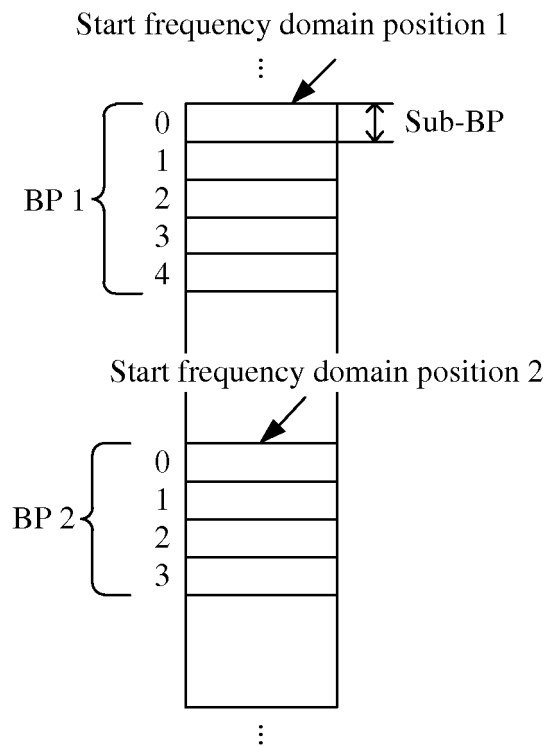 Start frequency domain position 1
⋮
0
Sub-BP
1
BP 1
2
3
4
Start frequency domain position 2
0
1
BP 2
2
3
⋮